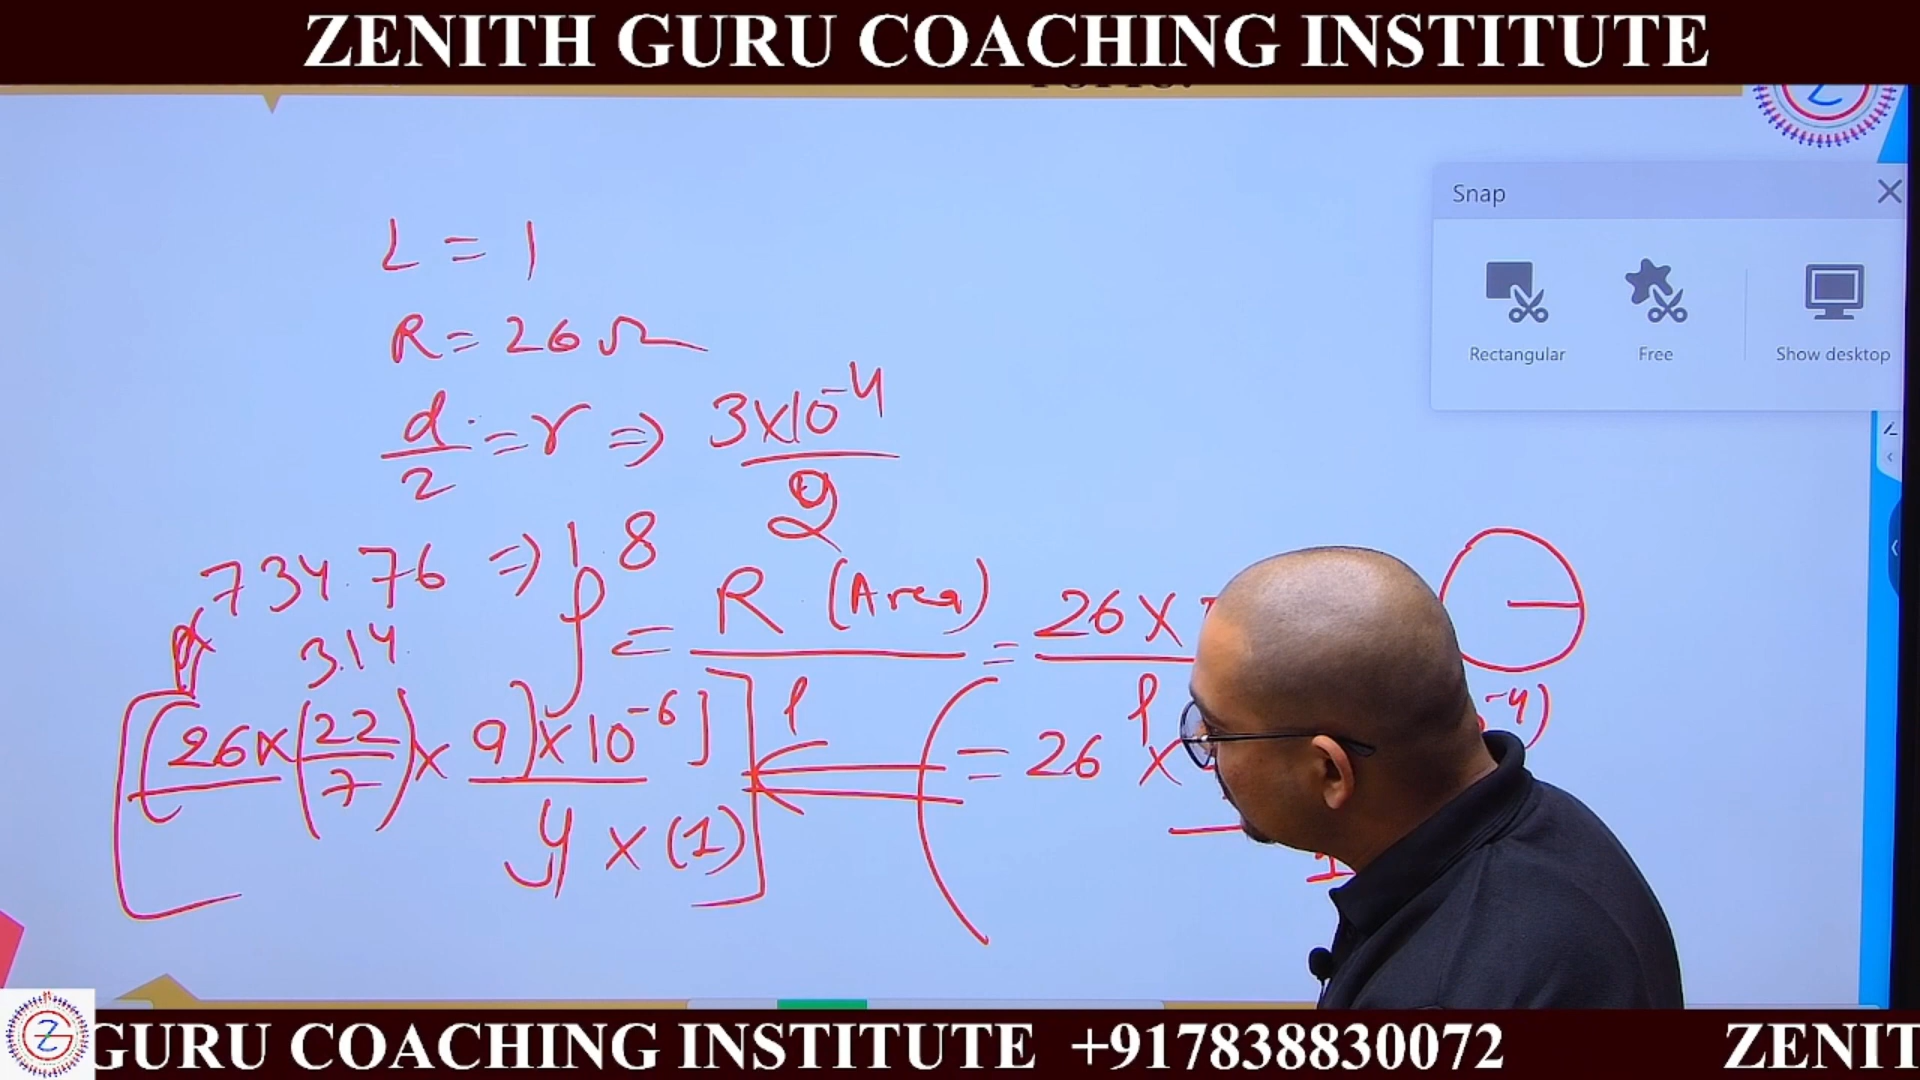 ZENITH GURU COACHING INSTITUTE
Snap
Rectangular
Free
Show desktop
L = 1
R = 26 Ω
d/2 = r ⇒ 3×10⁻⁴/2
734.76 ⇒ 1.8
3.14
ρ = R (Area)/l = 26 ×
[(26 × (22/7) × 9) × 10⁻⁶]
4 × (1)
= 26 ×
⁻⁴)
1
GURU COACHING INSTITUTE +917838830072
ZENIT